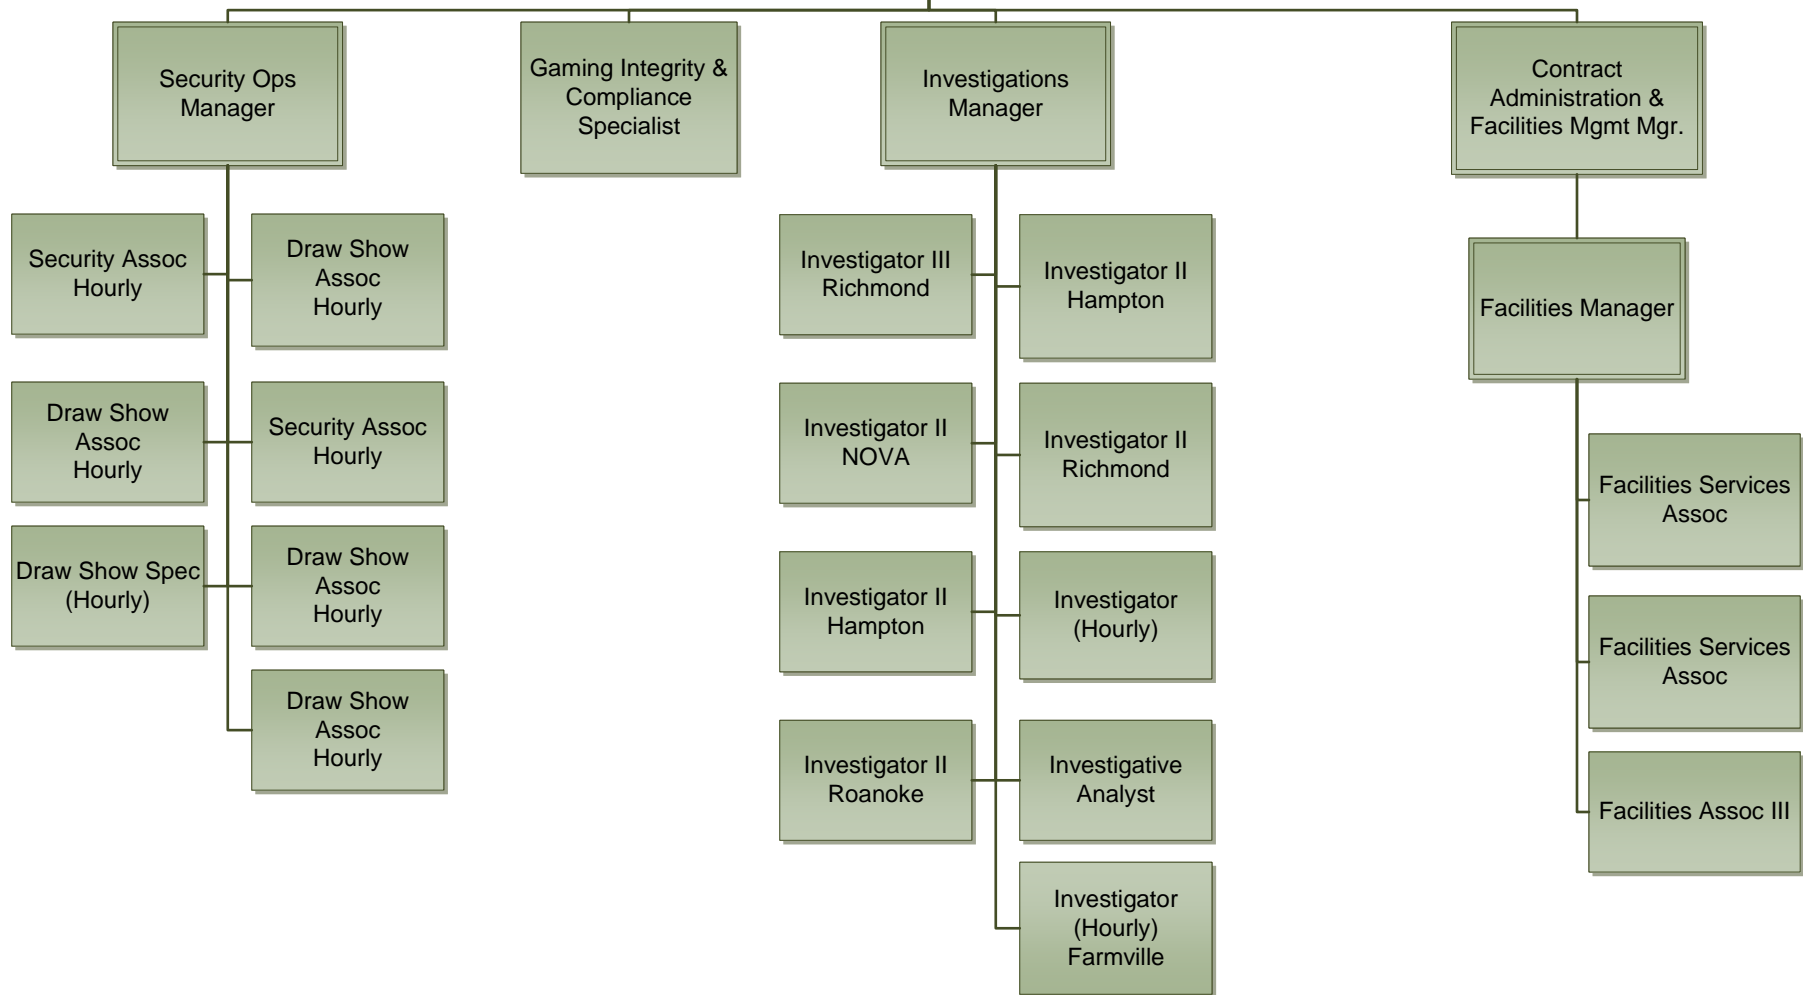 Security Ops
Manager
Gaming Integrity &
Compliance
Specialist
Investigations
Manager
Contract
Administration &
Facilities Mgmt Mgr.
Security Assoc
Hourly
Draw Show
Assoc
Hourly
Draw Show
Assoc
Hourly
Security Assoc
Hourly
Draw Show Spec
(Hourly)
Draw Show
Assoc
Hourly
Draw Show
Assoc
Hourly
Investigator III
Richmond
Investigator II
Hampton
Investigator II
NOVA
Investigator II
Richmond
Investigator II
Hampton
Investigator
(Hourly)
Investigator II
Roanoke
Investigative
Analyst
Investigator
(Hourly)
Farmville
Facilities Manager
Facilities Services
Assoc
Facilities Services
Assoc
Facilities Assoc III